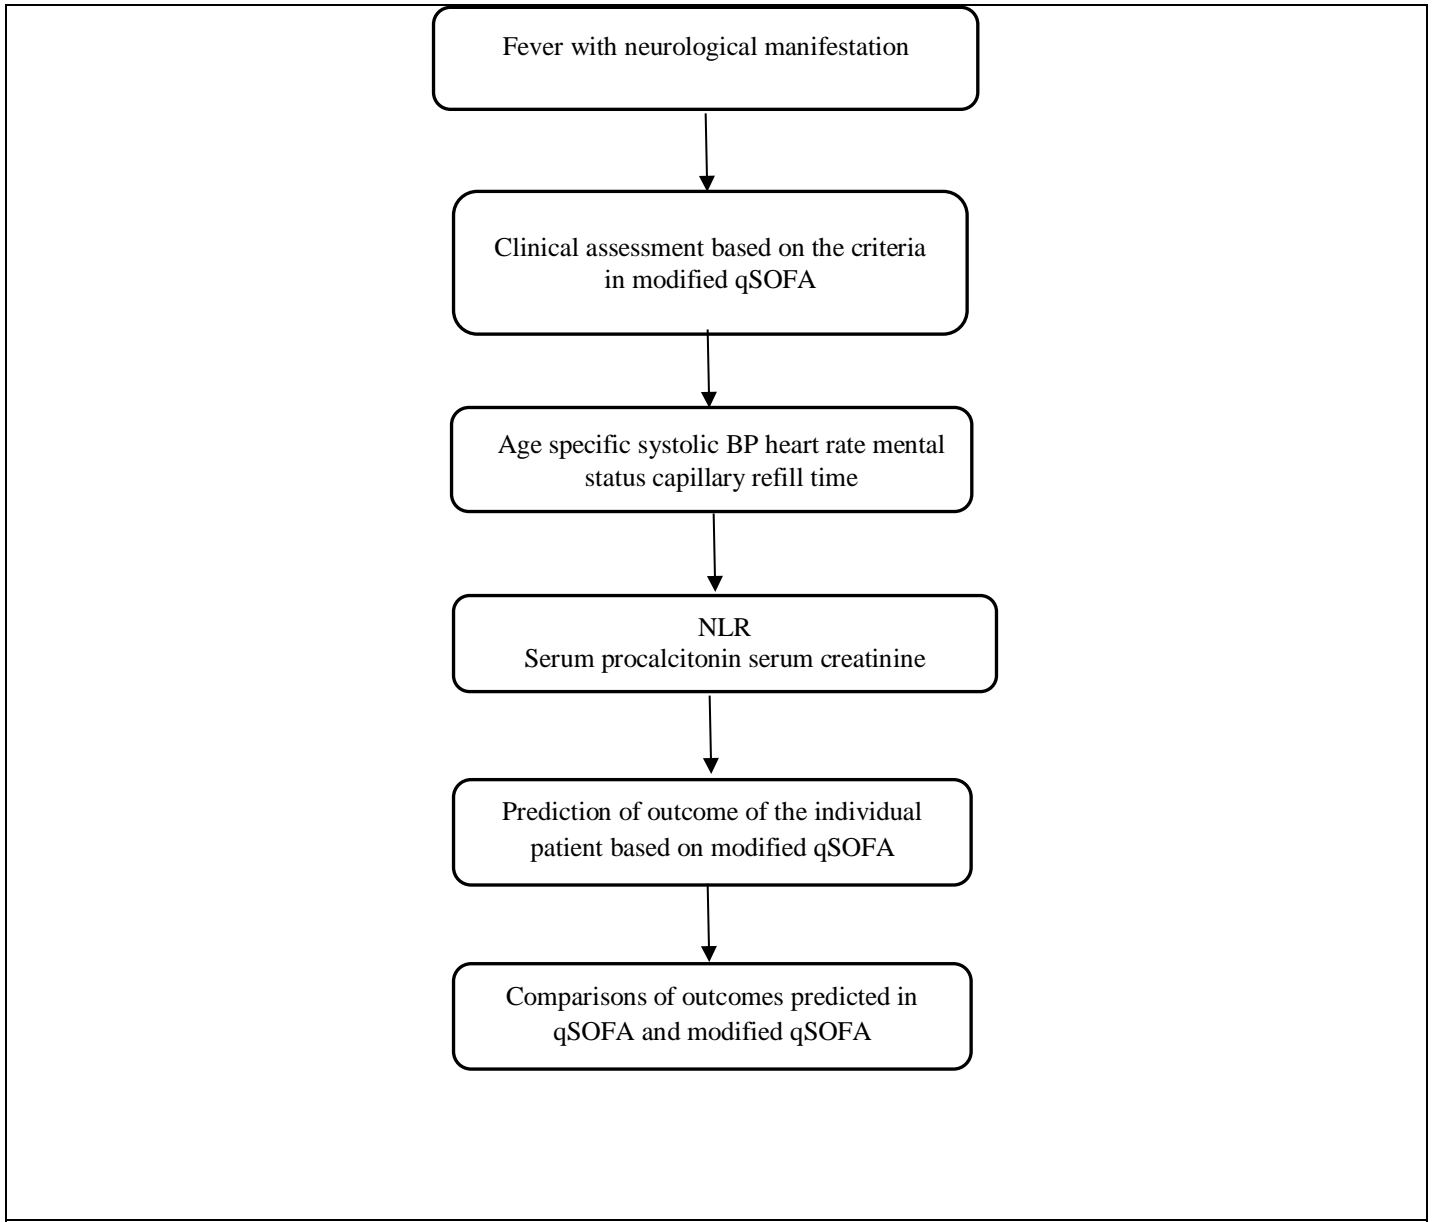 Fever with neurological manifestation
Clinical assessment based on the criteria
in modified qSOFA
Age specific systolic BP heart rate mental
status capillary refill time
NLR
Serum procalcitonin serum creatinine
Prediction of outcome of the individual
patient based on modified qSOFA
Comparisons of outcomes predicted in
qSOFA and modified qSOFA